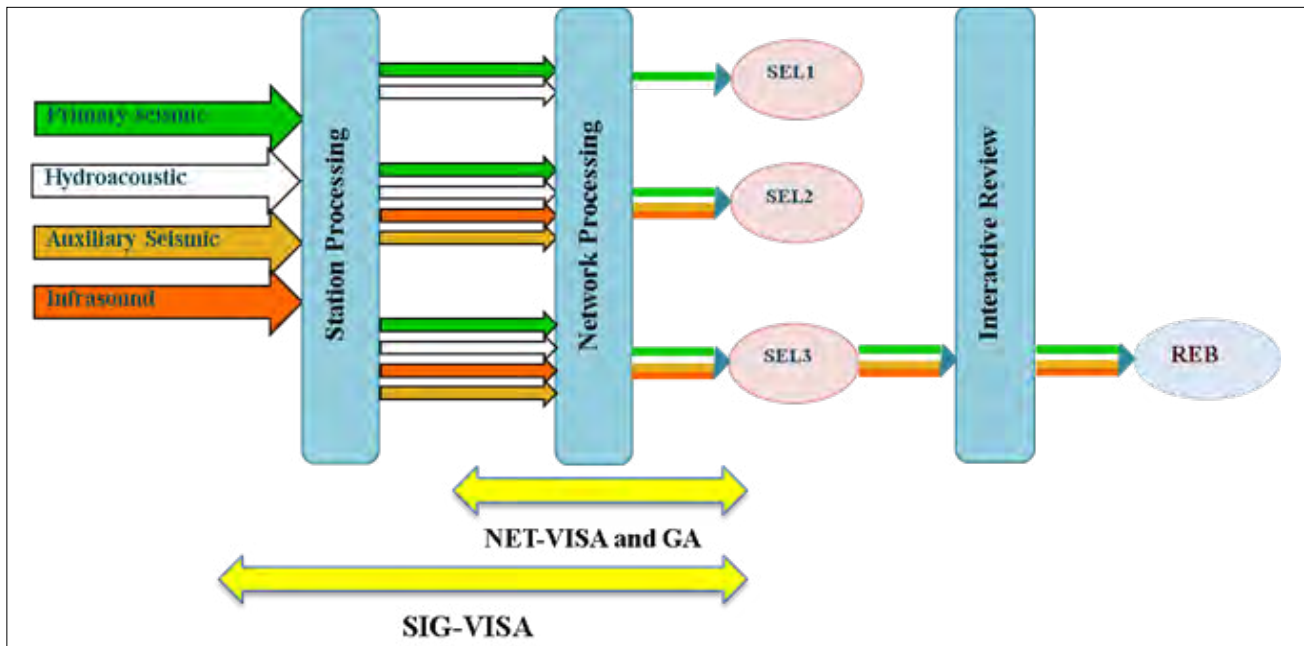 Primary seismic
Hydroacoustic
Auxiliary Seismic
Infrasound
Station Processing
Network Processing
SEL1
SEL2
SEL3
Interactive Review
REB
NET-VISA and GA
SIG-VISA